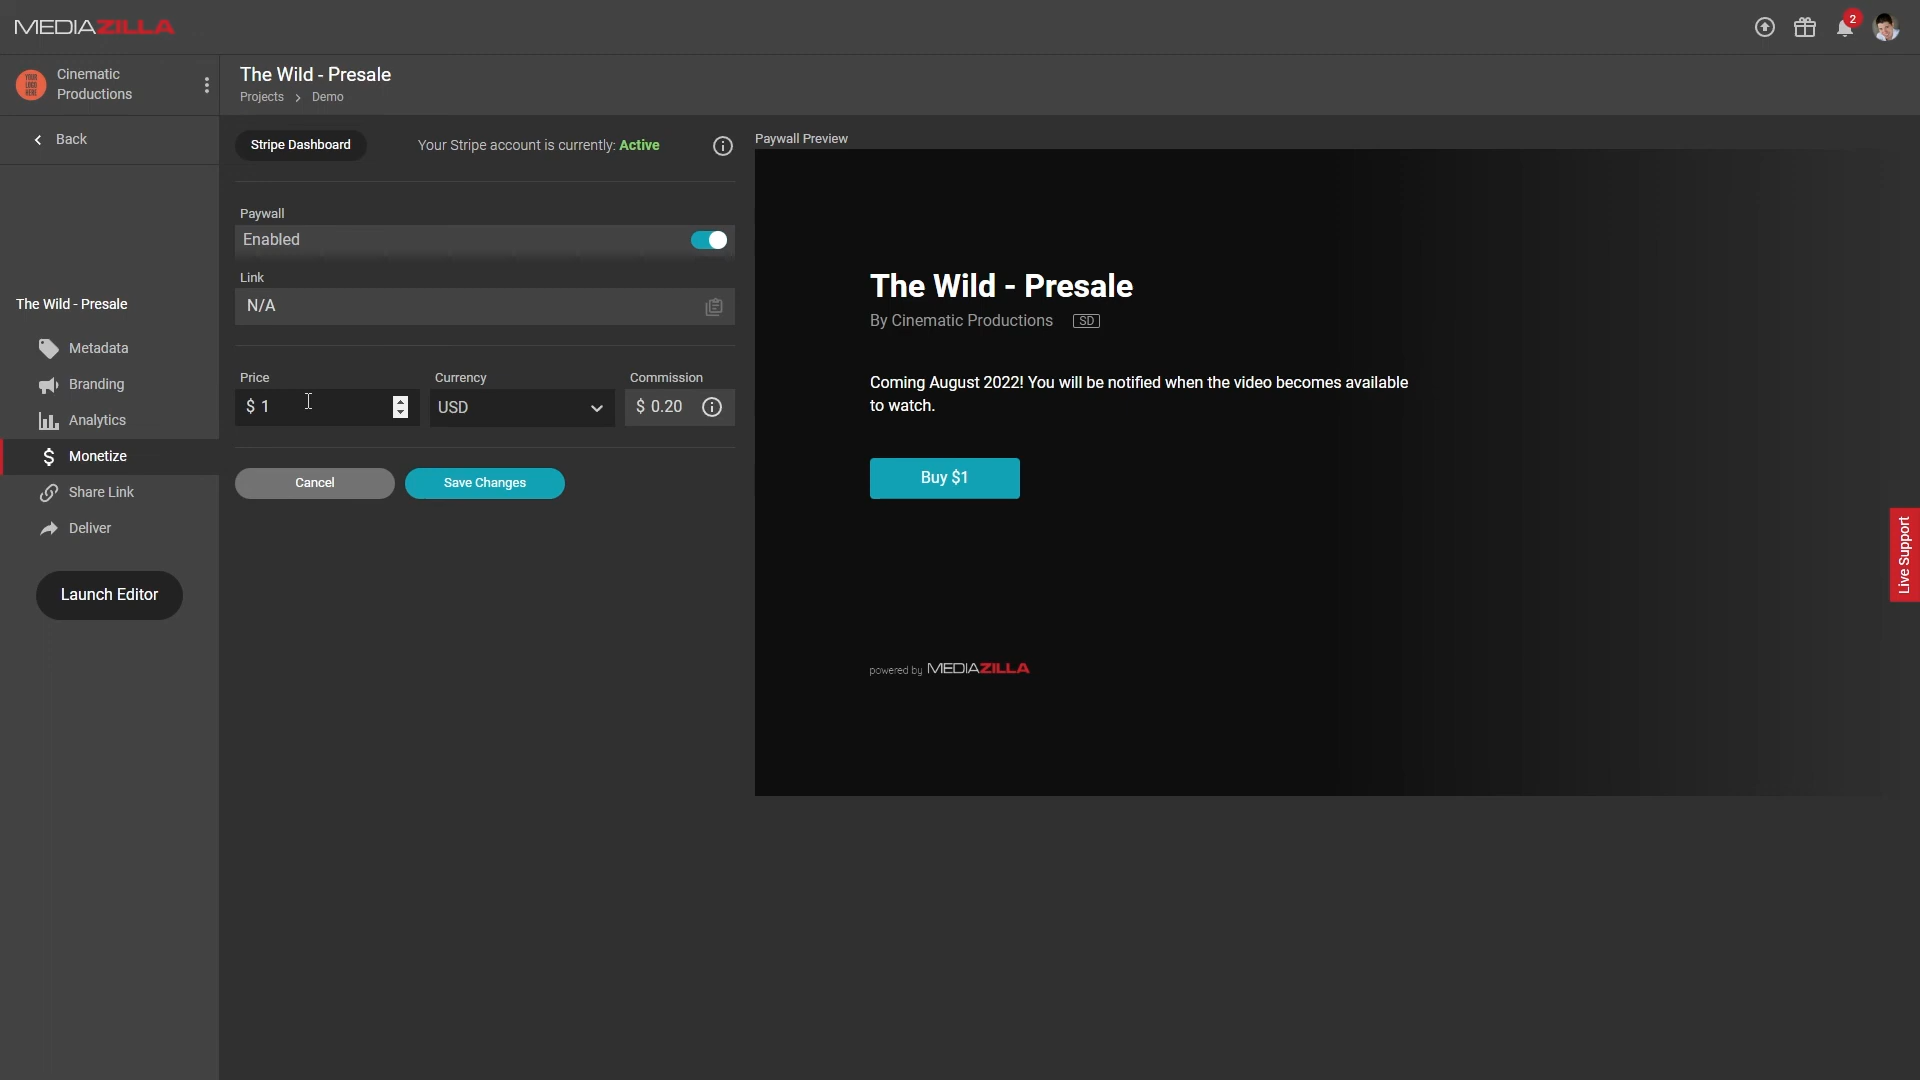 MEDIAZILLA
2
YOUR LOGO HERE
Cinematic
Productions
The Wild - Presale
Projects > Demo
Back
Stripe Dashboard
Your Stripe account is currently: Active
Paywall Preview
Paywall
Enabled
Link
N/A
The Wild - Presale
Metadata
Branding
Analytics
Monetize
Share Link
Deliver
Launch Editor
Price
Currency
Commission
$ 1
USD
$ 0.20
Cancel
Save Changes
The Wild - Presale
By Cinematic Productions SD
Coming August 2022! You will be notified when the video becomes available
to watch.
Buy $1
powered by MEDIAZILLA
Live Support